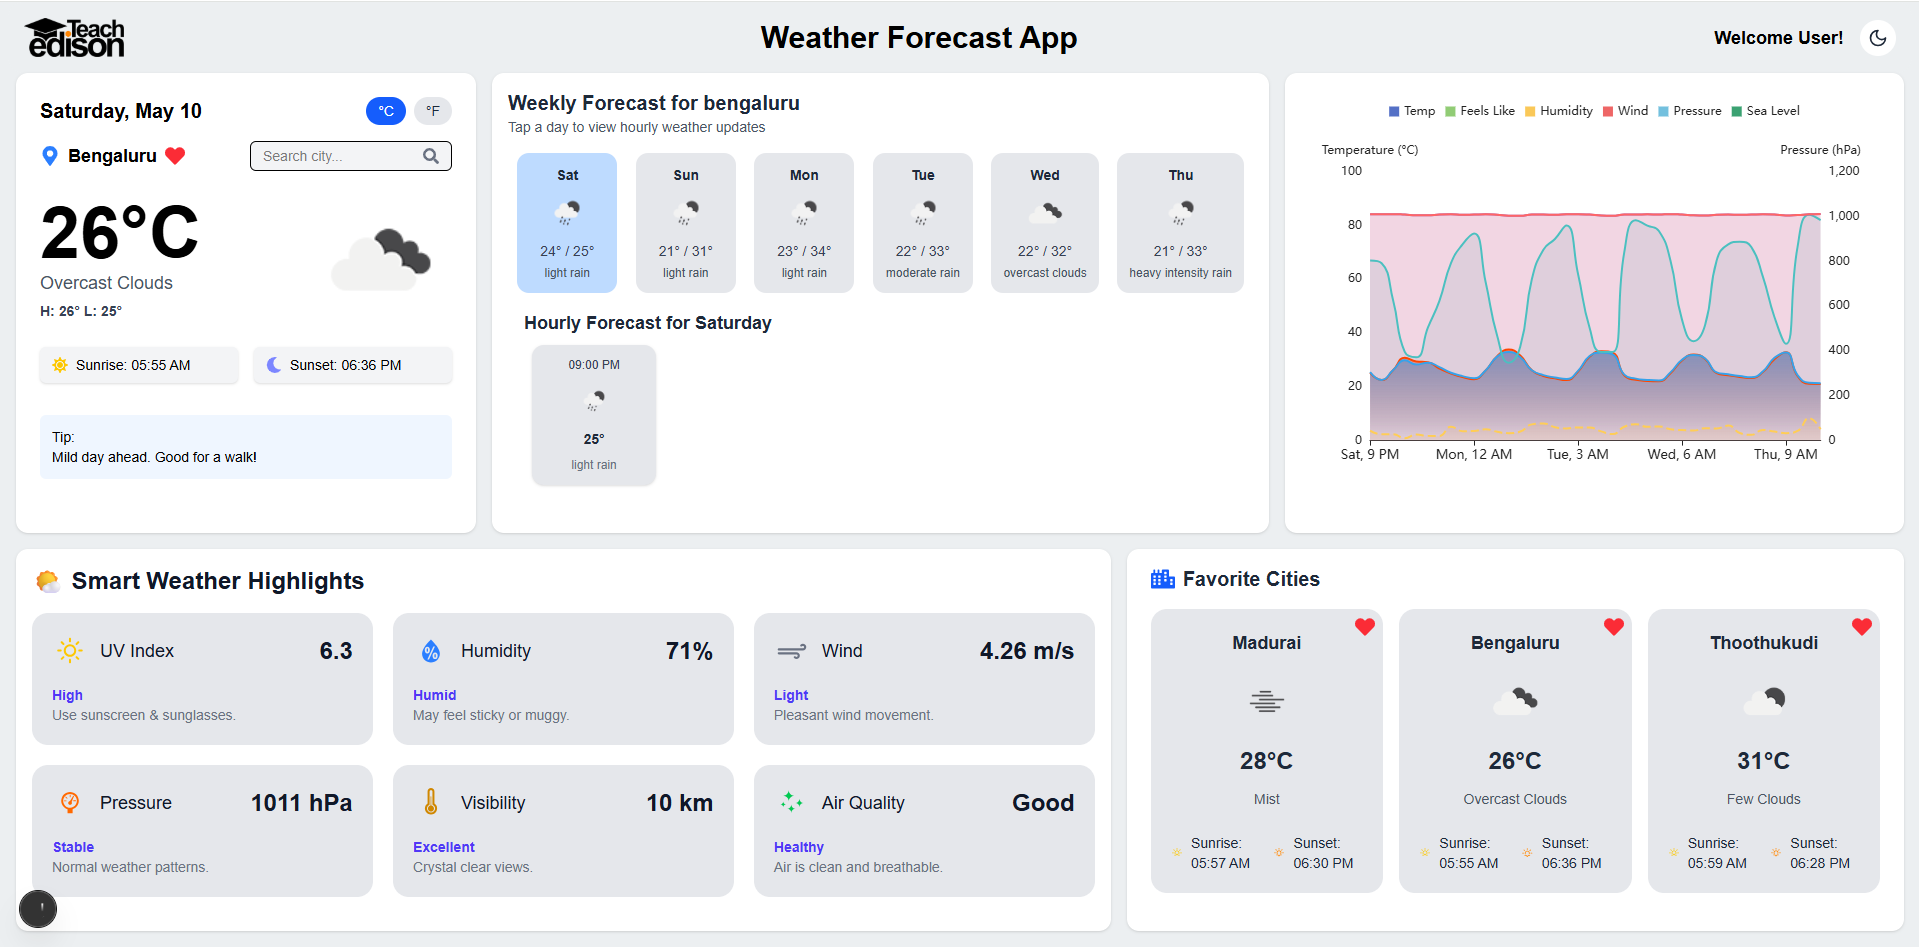 Teach
edison
Weather Forecast App
Welcome User!
Saturday, May 10
°C
°F
Bengaluru
Search city...
26°C
Overcast Clouds
H: 26° L: 25°
Sunrise: 05:55 AM
Sunset: 06:36 PM
Tip:
Mild day ahead. Good for a walk!
Weekly Forecast for bengaluru
Tap a day to view hourly weather updates
Sat
24° / 25°
light rain
Sun
21° / 31°
light rain
Mon
23° / 34°
light rain
Tue
22° / 33°
moderate rain
Wed
22° / 32°
overcast clouds
Thu
21° / 33°
heavy intensity rain
Hourly Forecast for Saturday
09:00 PM
25°
light rain
Temp Feels Like Humidity Wind Pressure Sea Level
Temperature (°C)
Pressure (hPa)
100
80
60
40
20
0
1,200
1,000
800
600
400
200
0
Sat, 9 PM Mon, 12 AM Tue, 3 AM Wed, 6 AM Thu, 9 AM
Smart Weather Highlights
UV Index 6.3
High
Use sunscreen & sunglasses.
% Humidity 71%
Humid
May feel sticky or muggy.
Wind 4.26 m/s
Light
Pleasant wind movement.
Pressure 1011 hPa
Stable
Normal weather patterns.
Visibility 10 km
Excellent
Crystal clear views.
Air Quality Good
Healthy
Air is clean and breathable.
Favorite Cities
Madurai
28°C
Mist
Sunrise:
05:57 AM
Sunset:
06:30 PM
Bengaluru
26°C
Overcast Clouds
Sunrise:
05:55 AM
Sunset:
06:36 PM
Thoothukudi
31°C
Few Clouds
Sunrise:
05:59 AM
Sunset:
06:28 PM